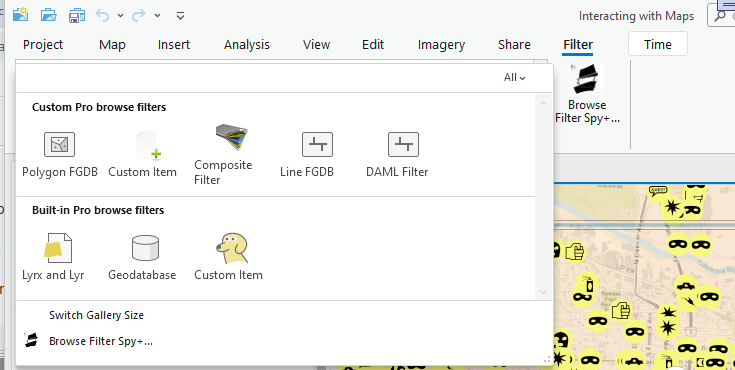 Interacting with Maps
Project Map Insert Analysis View Edit Imagery Share Filter Time
All
Custom Pro browse filters
Polygon FGDB
Custom Item
Composite
Filter
Line FGDB
DAML Filter
Browse
Filter Spy+...
Built-in Pro browse filters
Lyrx and Lyr
Geodatabase
Custom Item
Switch Gallery Size
Browse Filter Spy+...